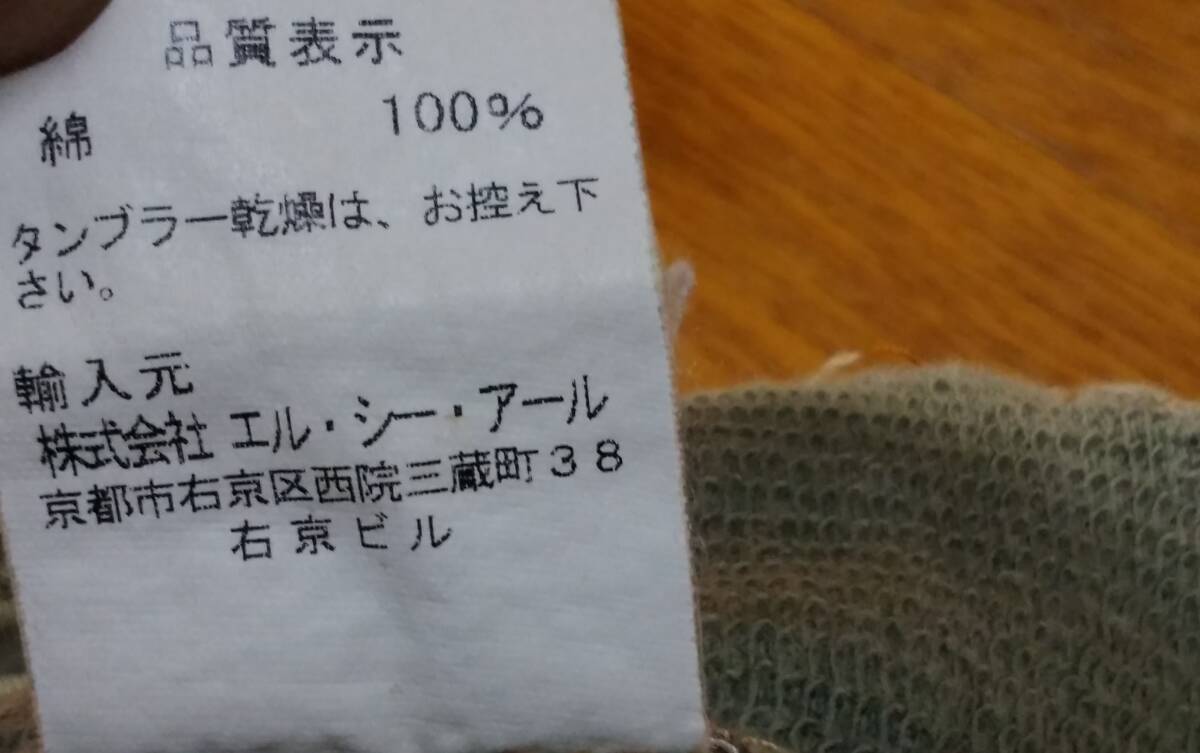 品質表示
綿 100%
タンブラー乾燥は、お控え下
さい。
輸入元
株式会社 エル・シー・アール
京都市右京区西院三蔵町38
右京ビル